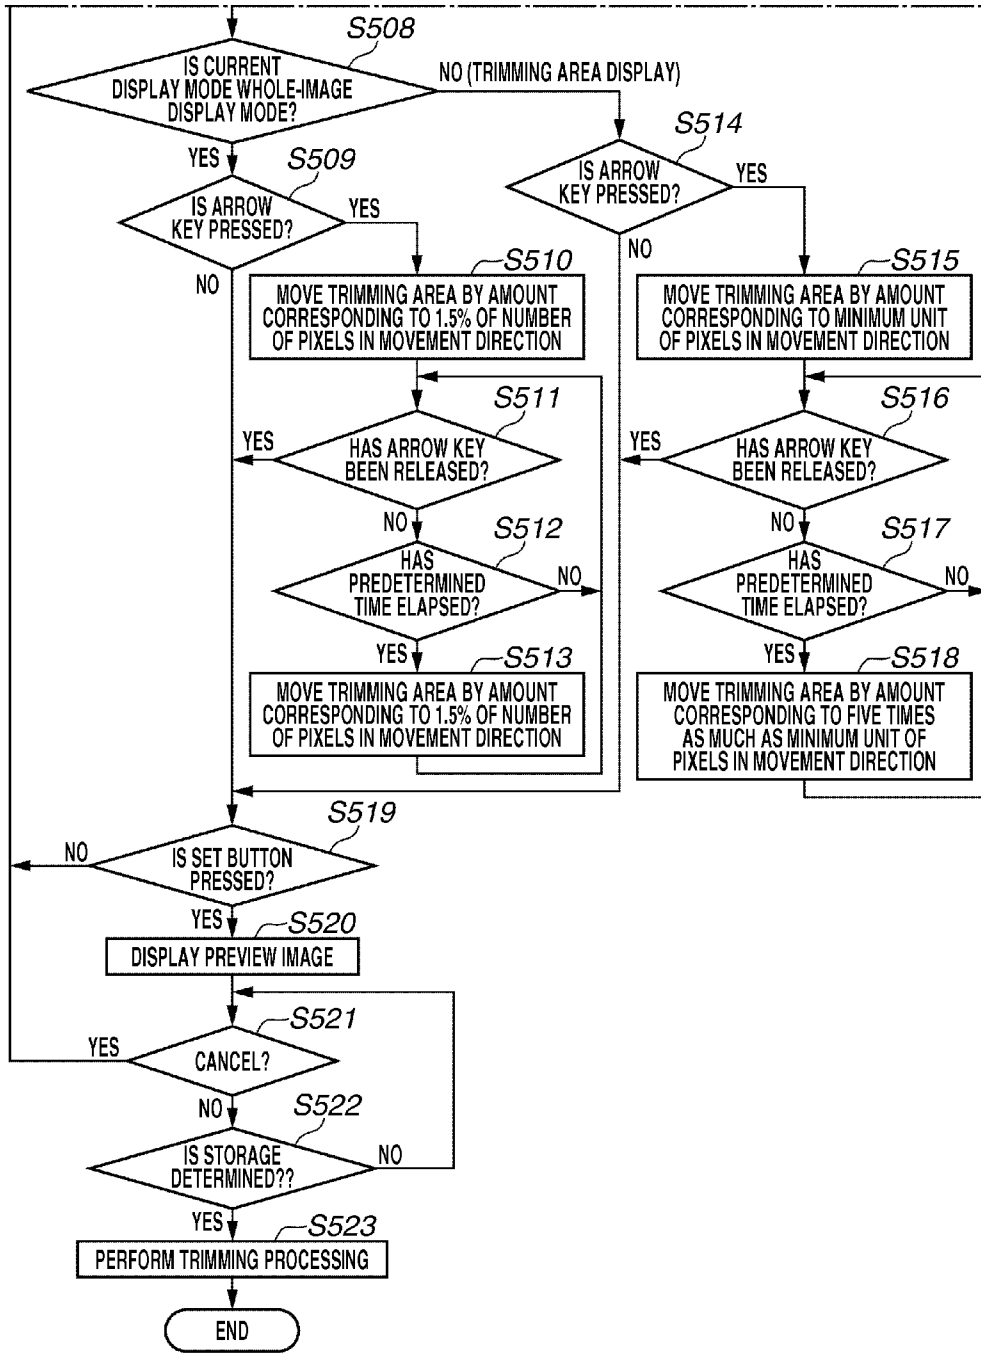 S508
IS CURRENT
DISPLAY MODE WHOLE-IMAGE
DISPLAY MODE?
NO (TRIMMING AREA DISPLAY)
YES
S509
IS ARROW
KEY PRESSED?
YES
NO
S514
IS ARROW
KEY PRESSED?
YES
NO
S510
MOVE TRIMMING AREA BY AMOUNT
CORRESPONDING TO 1.5% OF NUMBER
OF PIXELS IN MOVEMENT DIRECTION
S515
MOVE TRIMMING AREA BY AMOUNT
CORRESPONDING TO MINIMUM UNIT
OF PIXELS IN MOVEMENT DIRECTION
S511
YES
HAS ARROW KEY
BEEN RELEASED?
NO
S516
YES
HAS ARROW KEY
BEEN RELEASED?
NO
S512
HAS
PREDETERMINED
TIME ELAPSED?
NO
YES
S517
HAS
PREDETERMINED
TIME ELAPSED?
NO
YES
S513
MOVE TRIMMING AREA BY AMOUNT
CORRESPONDING TO 1.5% OF NUMBER
OF PIXELS IN MOVEMENT DIRECTION
S518
MOVE TRIMMING AREA BY AMOUNT
CORRESPONDING TO FIVE TIMES
AS MUCH AS MINIMUM UNIT OF
PIXELS IN MOVEMENT DIRECTION
S519
NO
IS SET BUTTON
PRESSED?
YES
S520
DISPLAY PREVIEW IMAGE
S521
YES
CANCEL?
NO
S522
IS STORAGE
DETERMINED??
NO
YES
S523
PERFORM TRIMMING PROCESSING
END